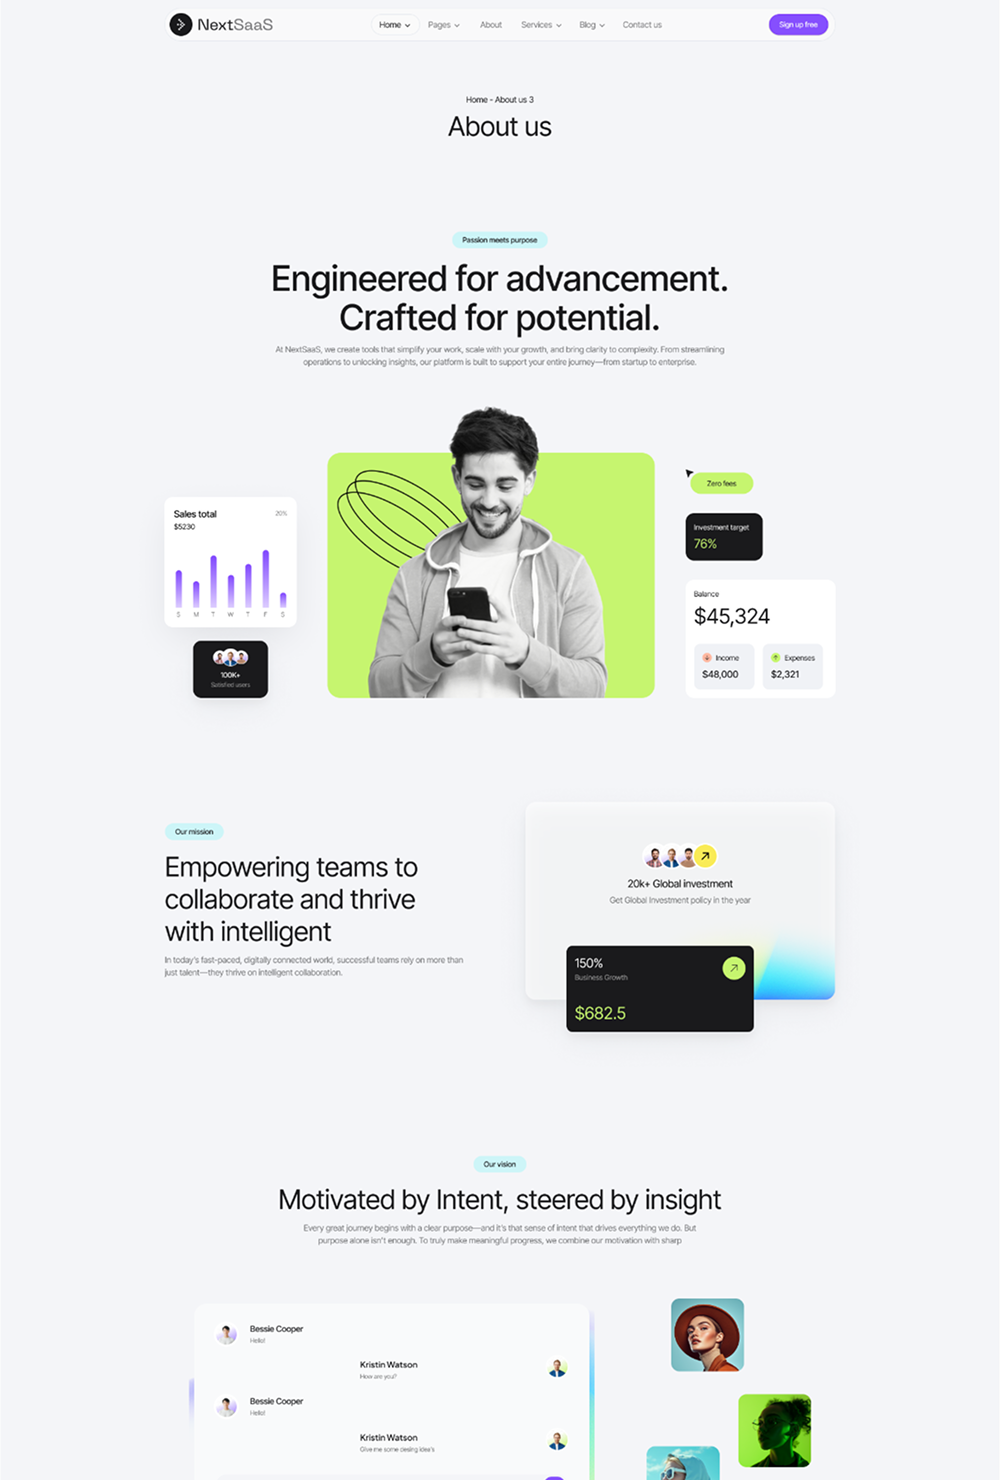 NextSaaS
Home Pages About Services Blog Contact us
Sign up free
Home - About us 3
About us
Passion meets purpose
Engineered for advancement.
Crafted for potential.
At NextSaaS, we create tools that simplify your work, scale with your growth, and bring clarity to complexity. From streamlining
operations to unlocking insights, our platform is built to support your entire journey—from startup to enterprise.
Sales total
20%
$5230
S M T W T F S
100K+
Satisfied users
Zero fees
Investment target
76%
Balance
$45,324
Income
$48,000
Expenses
$2,321
Our mission
Empowering teams to
collaborate and thrive
with intelligent
In today's fast-paced, digitally connected world, successful teams rely on more than
just talent—they thrive on intelligent collaboration.
20k+ Global investment
Get Global Investment policy in the year
150%
Business Growth
$682.5
Our vision
Motivated by Intent, steered by insight
Every great journey begins with a clear purpose—and it's that sense of intent that drives everything we do. But
purpose alone isn't enough. To truly make meaningful progress, we combine our motivation with sharp
Bessie Cooper
Hello!
Kristin Watson
How are you?
Bessie Cooper
Hello!
Kristin Watson
Give me some desing Idea's